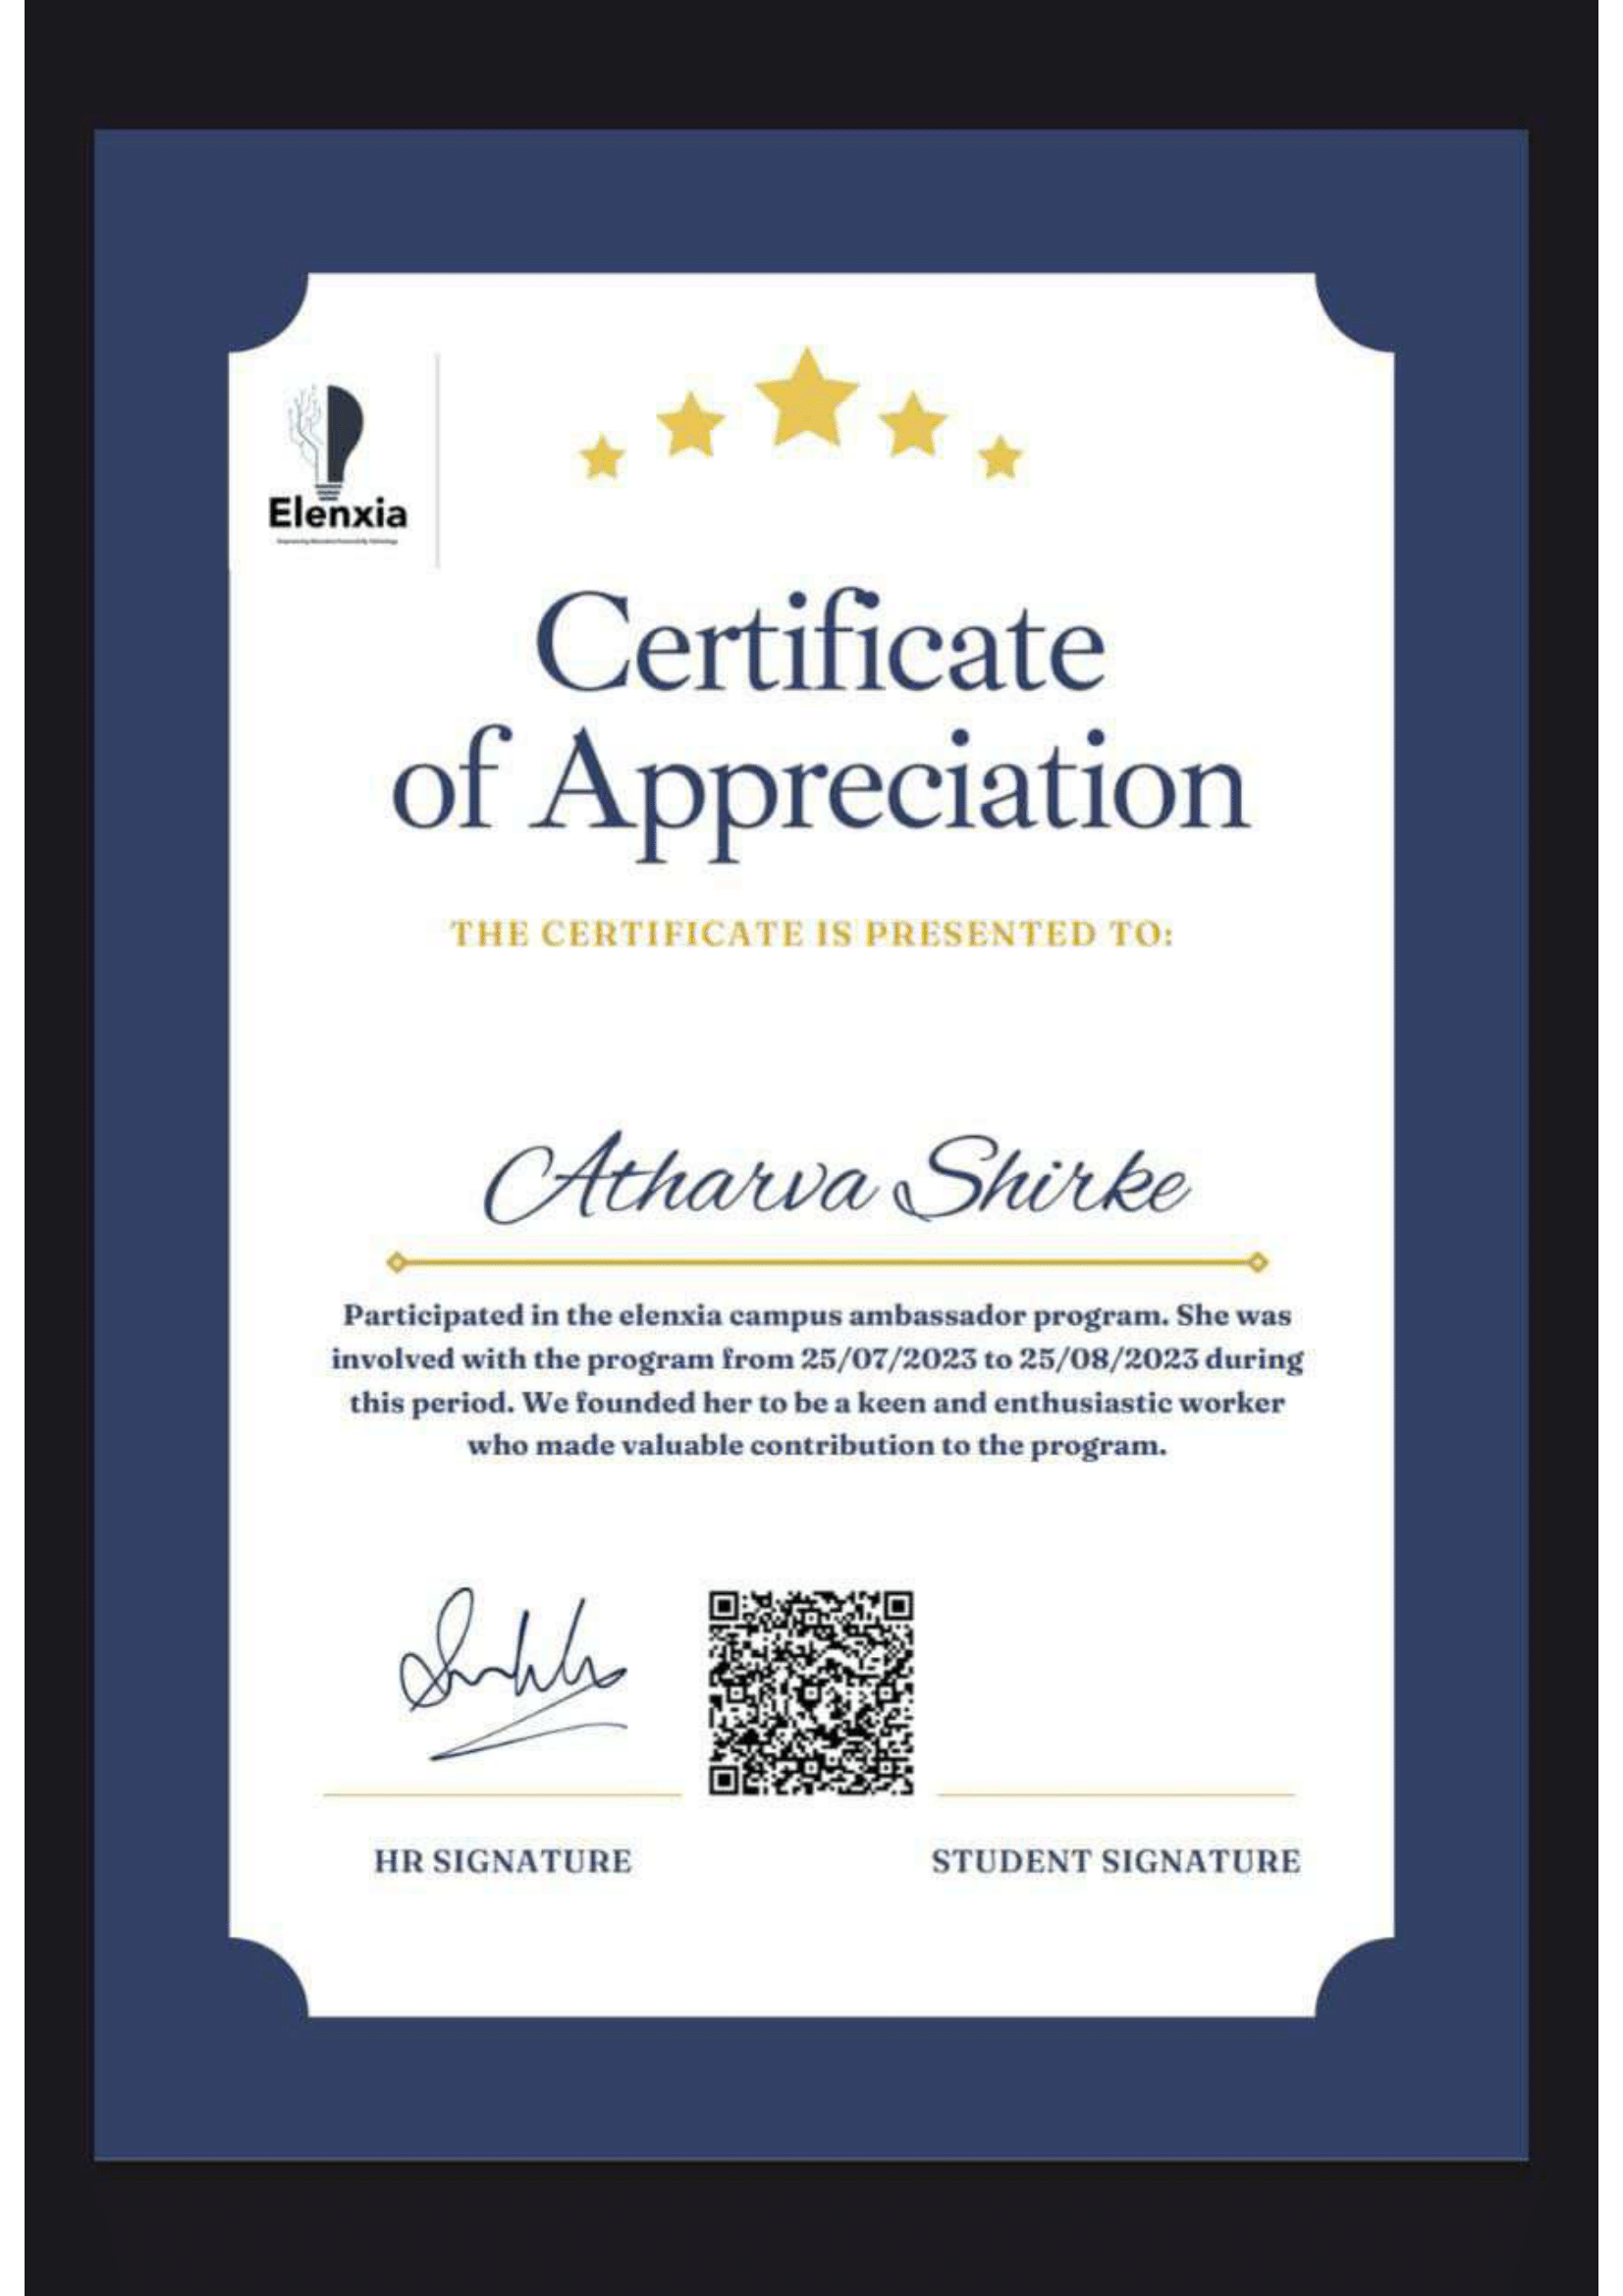 Elenxia
Certificate
of Appreciation
THE CERTIFICATE IS PRESENTED TO:
Atharva Shirke
Participated in the elenxia campus ambassador program. She was
involved with the program from 25/07/2023 to 25/08/2023 during
this period. We founded her to be a keen and enthusiastic worker
who made valuable contribution to the program.
HR SIGNATURE
STUDENT SIGNATURE